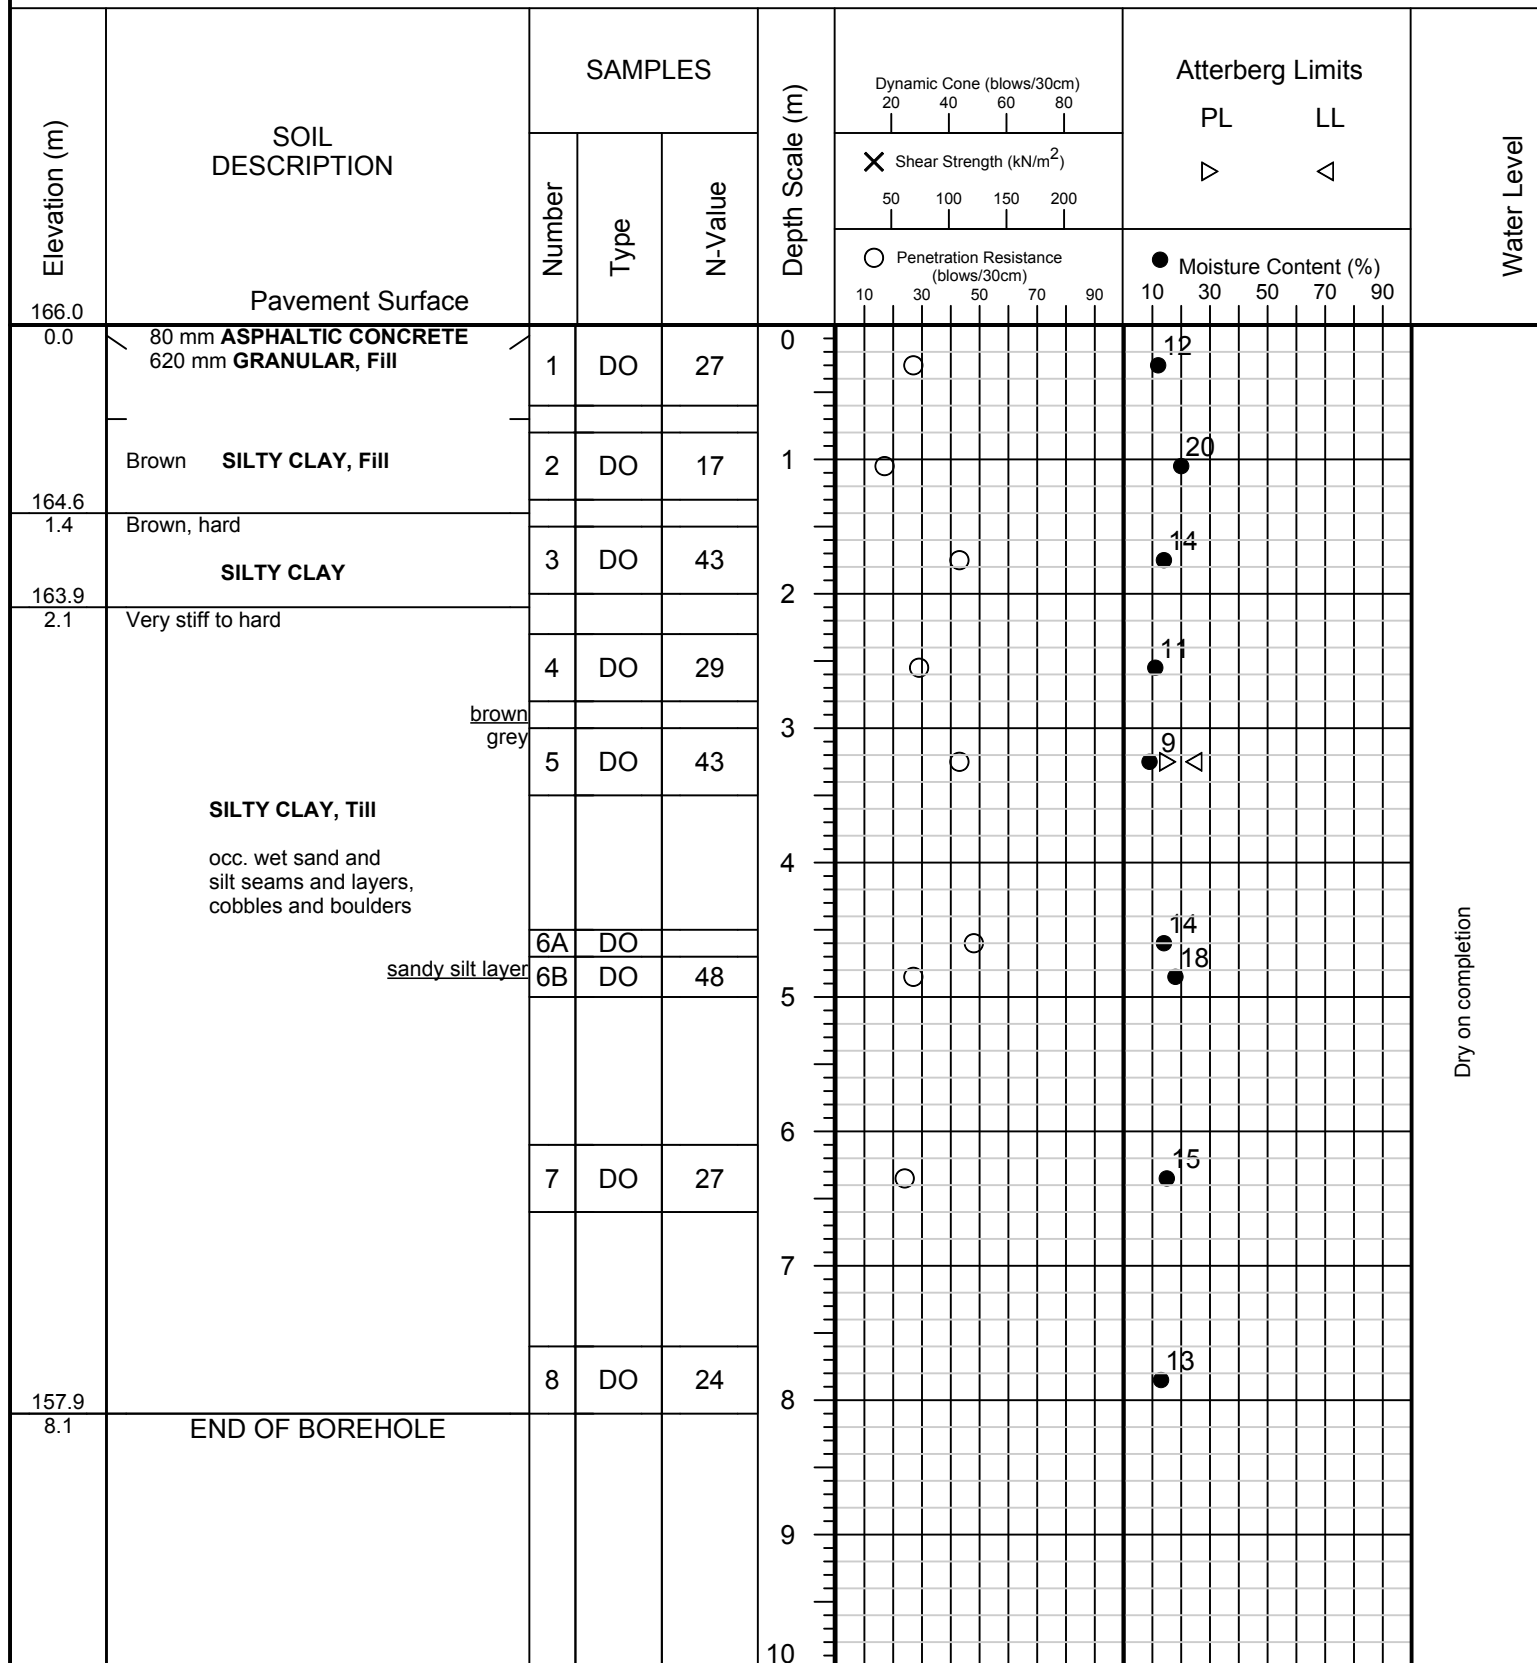 Elevation (m)
SOIL
DESCRIPTION
Pavement Surface
SAMPLES
Number
Type
N-Value
Depth Scale (m)
Dynamic Cone (blows/30cm)
20 40 60 80
Shear Strength (kN/m2)
50 100 150 200
Penetration Resistance
(blows/30cm)
10 30 50 70 90
Atterberg Limits
PL LL
Moisture Content (%)
10 30 50 70 90
Water Level
166.0
0.0
80 mm ASPHALTIC CONCRETE
620 mm GRANULAR, Fill
1 DO 27
0
12
Brown SILTY CLAY, Fill
2 DO 17
1
20
164.6
1.4
Brown, hard
SILTY CLAY
3 DO 43
14
163.9
2
2.1
Very stiff to hard
4 DO 29
11
brown
grey
3
5 DO 43
9
SILTY CLAY, Till
occ. wet sand and
silt seams and layers,
cobbles and boulders
4
6A DO
14
sandy silt layer
6B DO 48
18
5
Dry on completion
6
7 DO 27
15
7
8 DO 24
13
157.9
8
8.1
END OF BOREHOLE
9
10